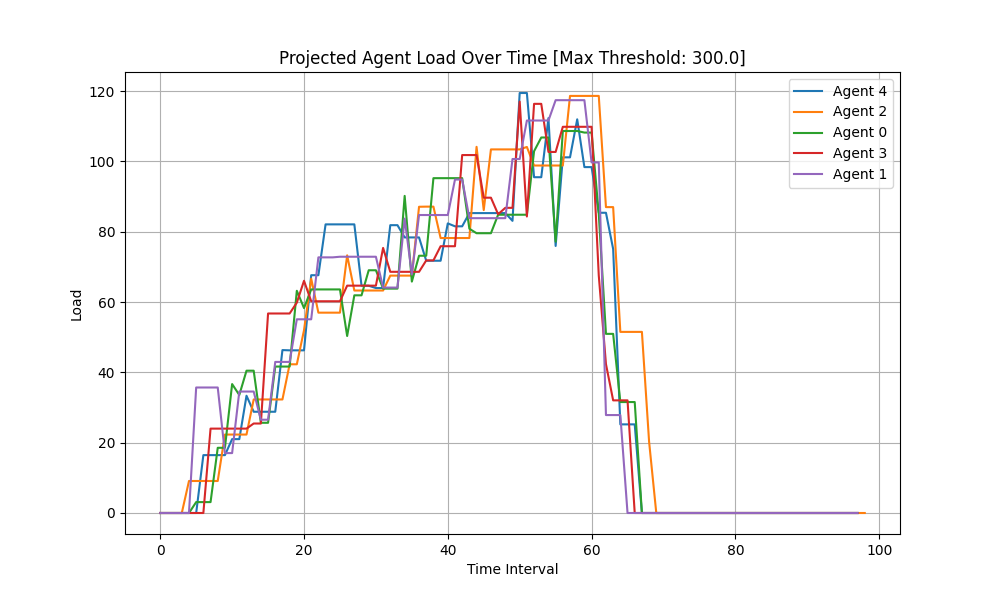 Projected Agent Load Over Time [Max Threshold: 300.0]
Load
120
100
80
60
40
20
0
Agent 4
Agent 2
Agent 0
Agent 3
Agent 1
0 20 40 60 80 100
Time Interval